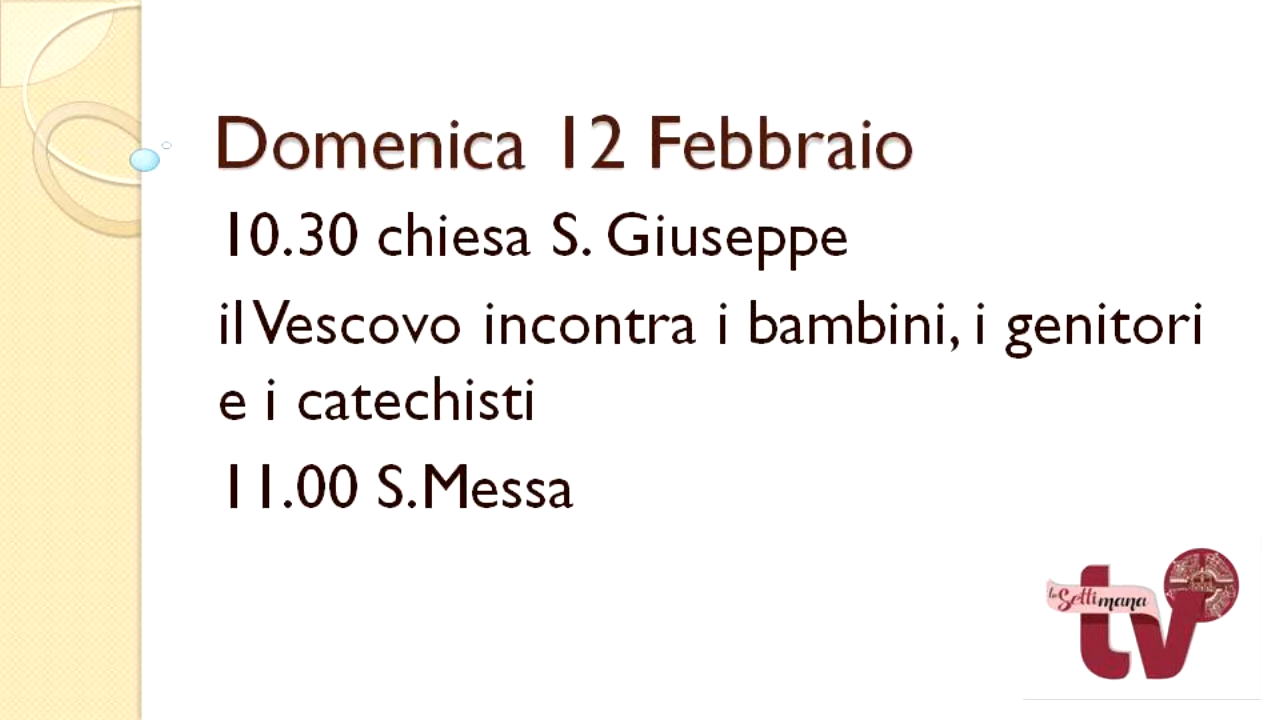 Domenica 12 Febbraio
10.30 chiesa S. Giuseppe
il Vescovo incontra i bambini, i genitori
e i catechisti
11.00 S.Messa
la Settimana
tv